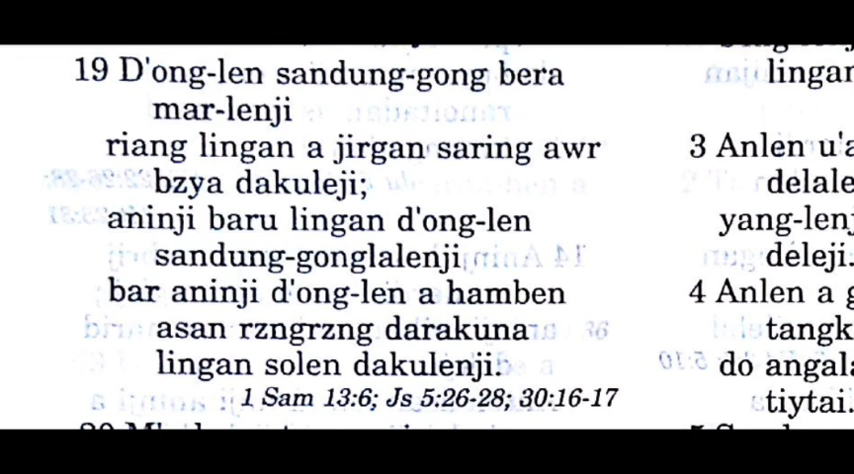 19 D'ong-len sandung-gong bera
mar-lenji
riang lingan a jirgan saring awr
bzya dakuleji;
aninji baru lingan d'ong-len
sandung-gonglalenji
bar aninji d'ong-len a hamben
asan rzngrzng darakuna
lingan solen dakulenji.
1 Sam 13:6; Js 5:26-28; 30:16-17
lingan
3 Anlen
delale
yang-lenj
deleji.
4 Anlen a
tangk
do angala
tiytai.